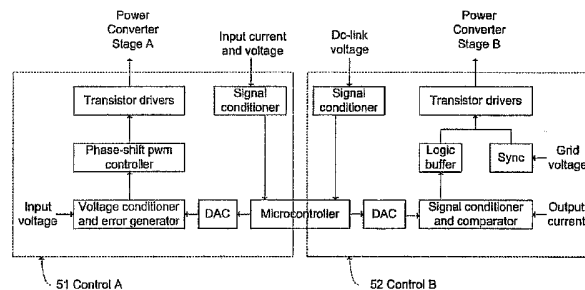 Power
Converter
Stage A
Input current
and voltage
Dc-link
voltage
Power
Converter
Stage B
Transistor drivers
Signal
conditioner
Signal
conditioner
Transistor drivers
Phase-shift pwm
controller
Logic
buffer
Sync
Grid
voltage
Input
voltage
Voltage conditioner
and error generator
DAC
Microcontroller
DAC
Signal conditioner
and comparator
Output
current
51 Control A
52 Control B